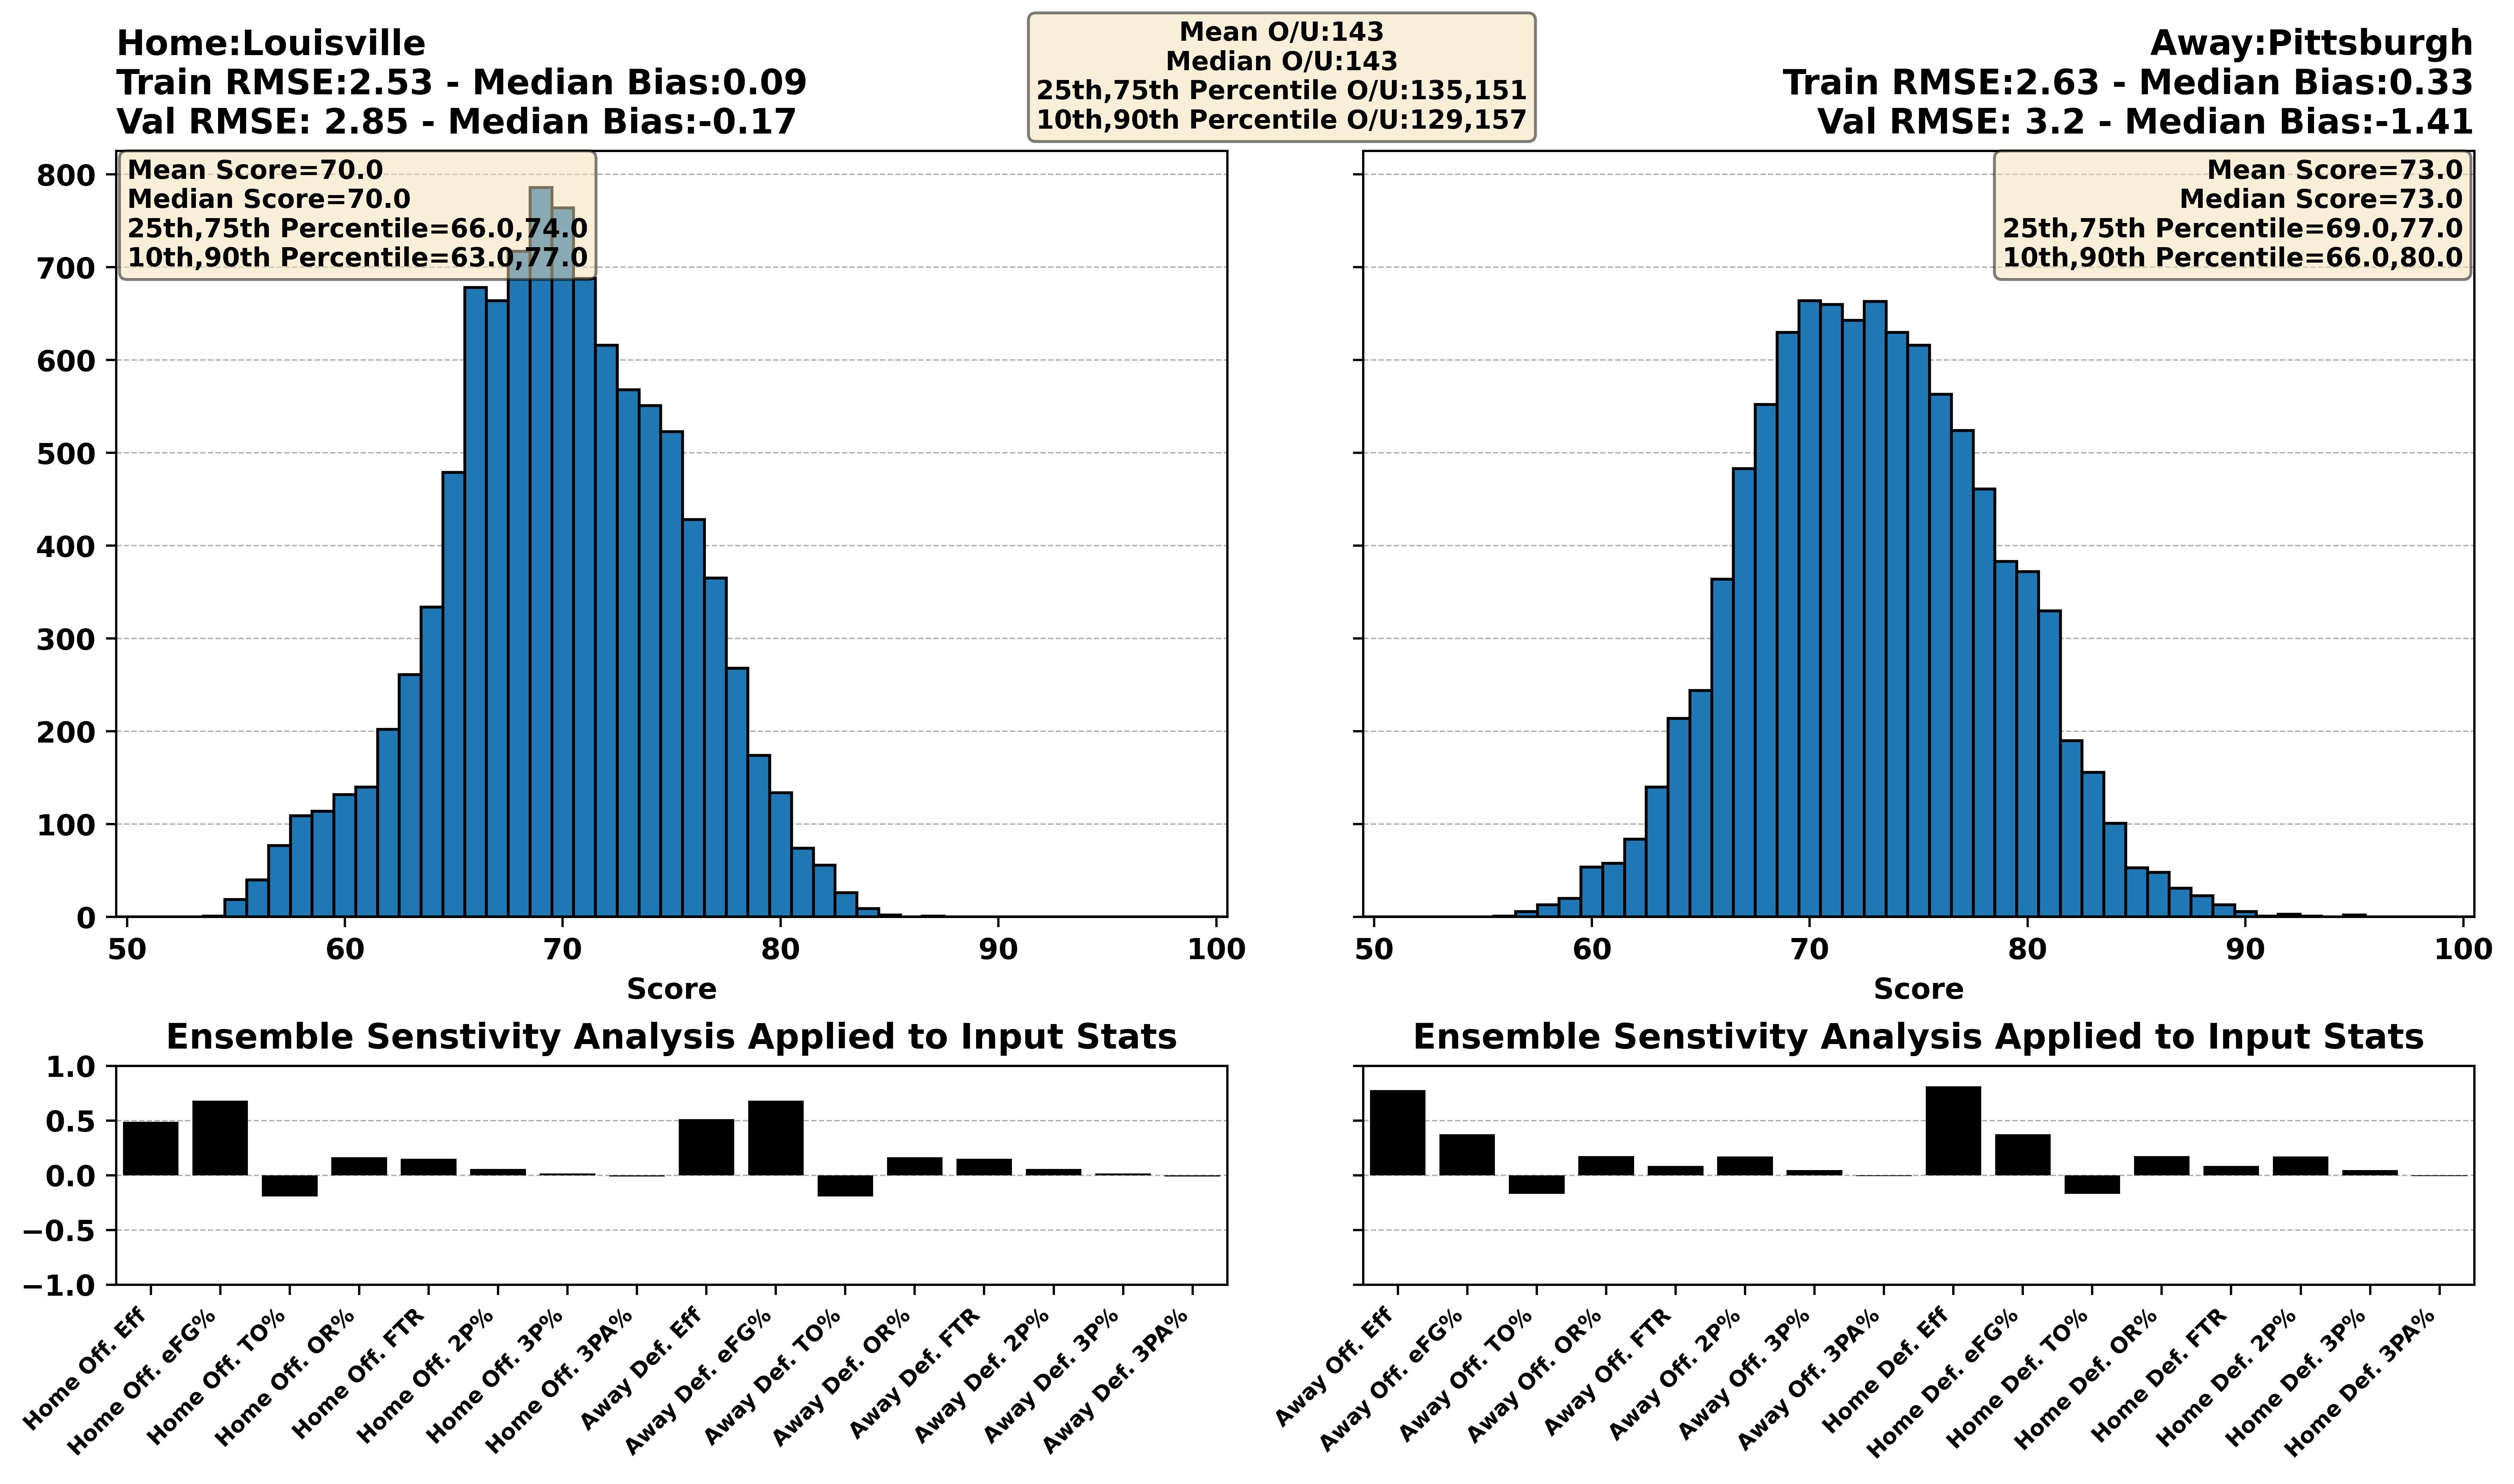 Mean O/U:143
Median O/U:143
25th,75th Percentile O/U:135,151
10th,90th Percentile O/U:129,157
Home:Louisville
Train RMSE:2.53 - Median Bias:0.09
Val RMSE: 2.85 - Median Bias:-0.17
Away:Pittsburgh
Train RMSE:2.63 - Median Bias:0.33
Val RMSE: 3.2 - Median Bias:-1.41
Mean Score=70.0
Median Score=70.0
25th,75th Percentile=66.0,74.0
10th,90th Percentile=63.0,77.0
800
700
600
500
400
300
200
100
0
50 60 70 80 90 100
Score
Mean Score=73.0
Median Score=73.0
25th,75th Percentile=69.0,77.0
10th,90th Percentile=66.0,80.0
50 60 70 80 90 100
Score
Ensemble Senstivity Analysis Applied to Input Stats
1.0
0.5
0.0
−0.5
−1.0
Home Off. Eff
Home Off. eFG%
Home Off. TO%
Home Off. OR%
Home Off. FTR
Home Off. 2P%
Home Off. 3P%
Home Off. 3PA%
Away Def. Eff
Away Def. eFG%
Away Def. TO%
Away Def. OR%
Away Def. FTR
Away Def. 2P%
Away Def. 3P%
Away Def. 3PA%
Ensemble Senstivity Analysis Applied to Input Stats
Away Off. Eff
Away Off. eFG%
Away Off. TO%
Away Off. OR%
Away Off. FTR
Away Off. 2P%
Away Off. 3P%
Away Off. 3PA%
Home Def. Eff
Home Def. eFG%
Home Def. TO%
Home Def. OR%
Home Def. FTR
Home Def. 2P%
Home Def. 3P%
Home Def. 3PA%